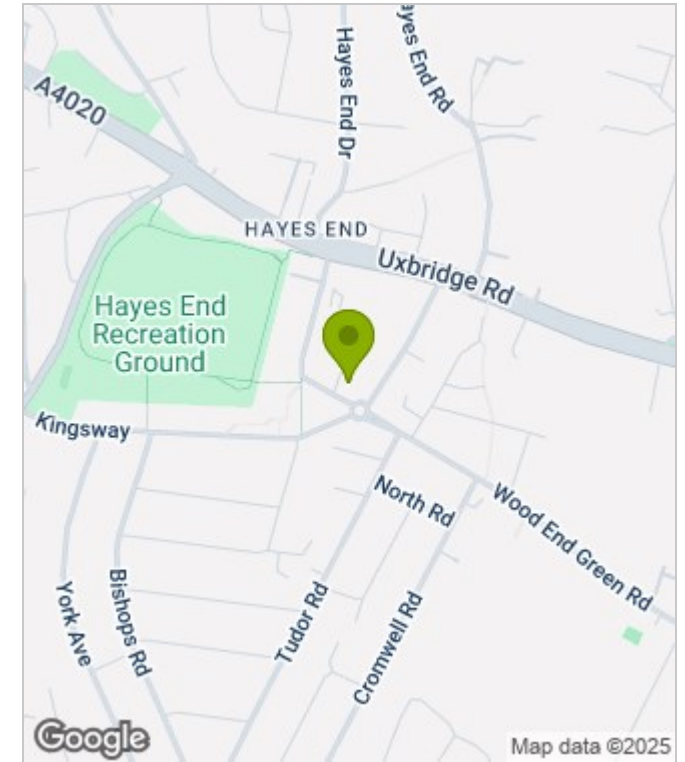 Hayes End Dr
ayes End Rd
A4020
HAYES END
Uxbridge Rd
Hayes End
Recreation
Ground
Kingsway
North Rd
Wood End Green Rd
York Ave
Bishops Rd
Tudor Rd
Cromwell Rd
Google
Map data ©2025